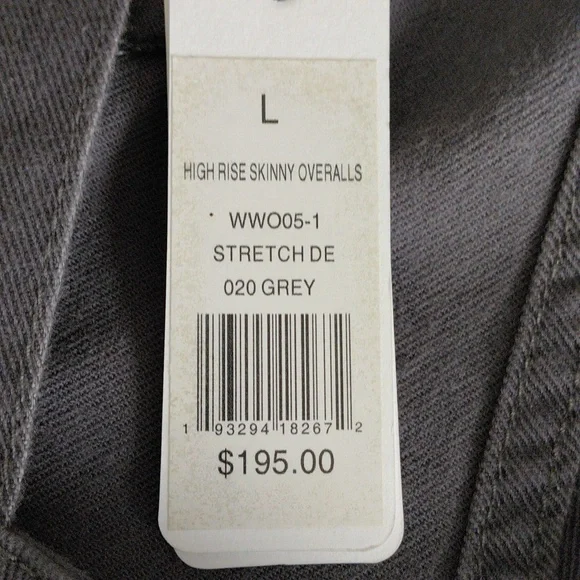 L
HIGH RISE SKINNY OVERALLS
WWO05-1
STRETCH DE
020 GREY
1 93294 18267 2
$195.00